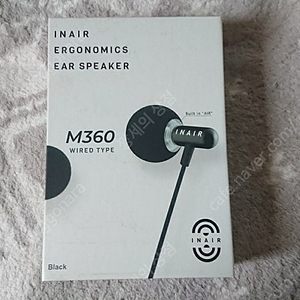 INAIR
ERGONOMICS
EAR SPEAKER
Built in "AIR"
M360
WIRED TYPE
INAIR
INAIR
Black